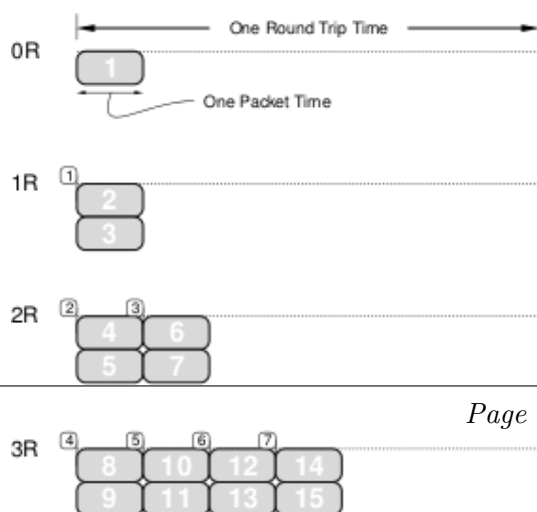 One Round Trip Time
0R
1
One Packet Time
1R
1
2
3
2R
2 3
4 6
5 7
Page
3R
4 5 6 7
8 10 12 14
9 11 13 15